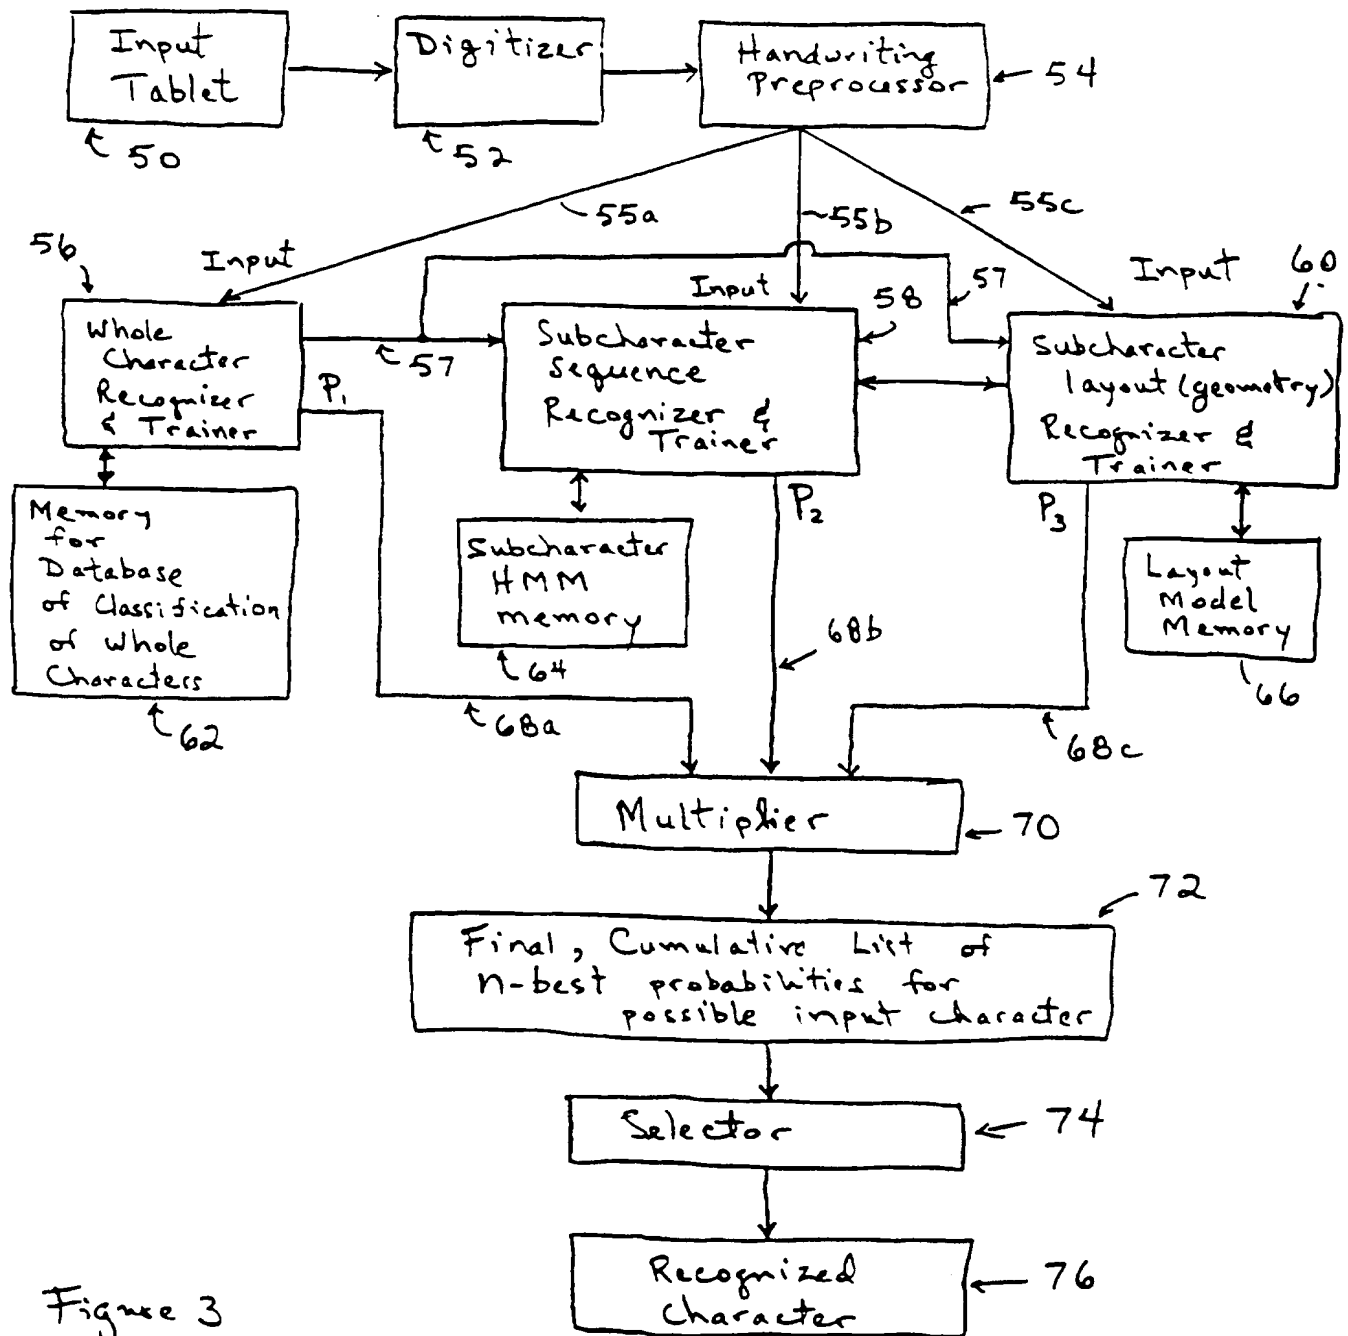 Input
Tablet
50
Digitizer
52
Handwriting
Preprocessor
54
55a
55b
55c
56
Input
Input
58
57
Input
60
Whole
Character
Recognizer
& Trainer
57
P1
Subcharacter
Sequence
Recognizer &
Trainer
Subcharacter
layout (geometry)
Recognizer &
Trainer
Memory
for
Database
of Classification
of Whole
Characters
62
Subcharacter
HMM
memory
64
P2
P3
Layout
Model
Memory
66
68a
68b
68c
Multiplier
70
72
Final, Cumulative List of
n-best probabilities for
possible input character
Selector
74
Recognized
Character
76
Figure 3